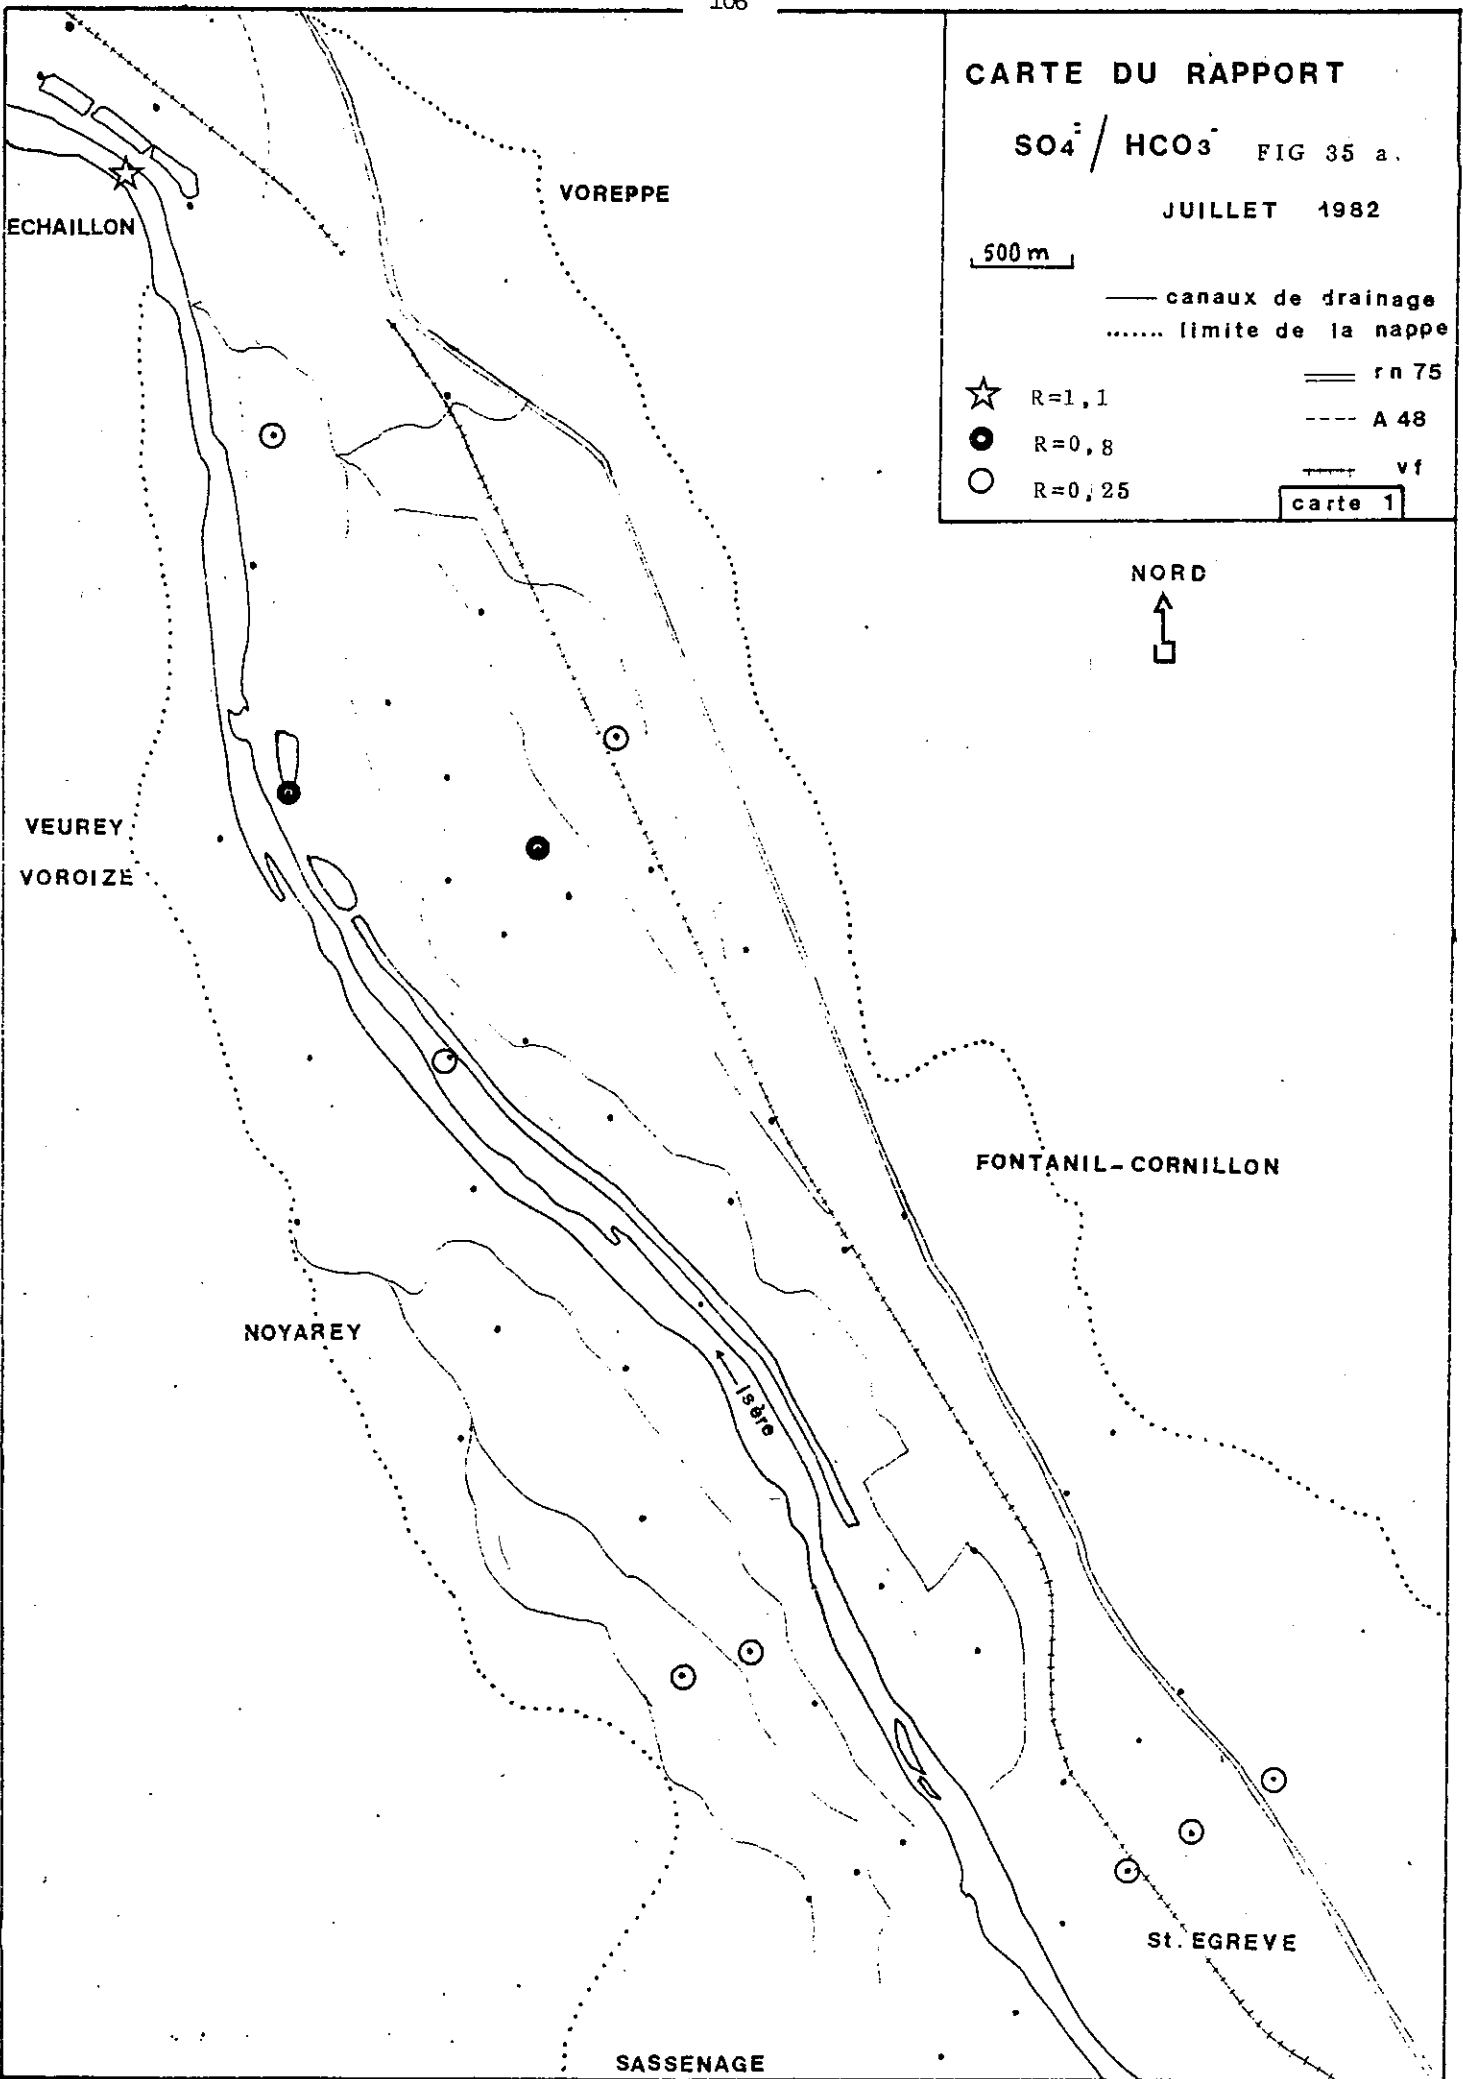 106
CARTE DU RAPPORT
SO4⁼ / HCO3⁻ FIG 35 a.
JUILLET 1982
500 m
canaux de drainage
limite de la nappe
rn 75
R=1,1
A 48
R=0,8
vf
R=0,25
carte 1
VOREPPE
ECHAILLON
NORD
VEUREY
VOROIZE
FONTANIL-CORNILLON
NOYAREY
Isère
St. EGREVE
SASSENAGE